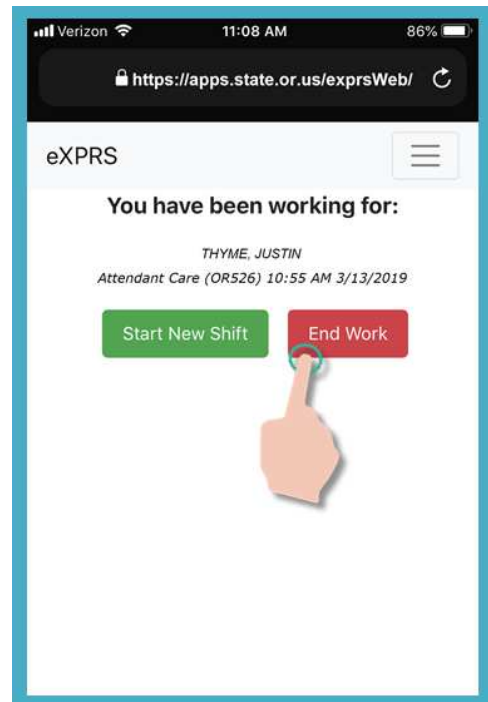 Verizon 11:08 AM 86%
https://apps.state.or.us/exprsWeb/
eXPRS
You have been working for:
THYME, JUSTIN
Attendant Care (OR526) 10:55 AM 3/13/2019
Start New Shift End Work